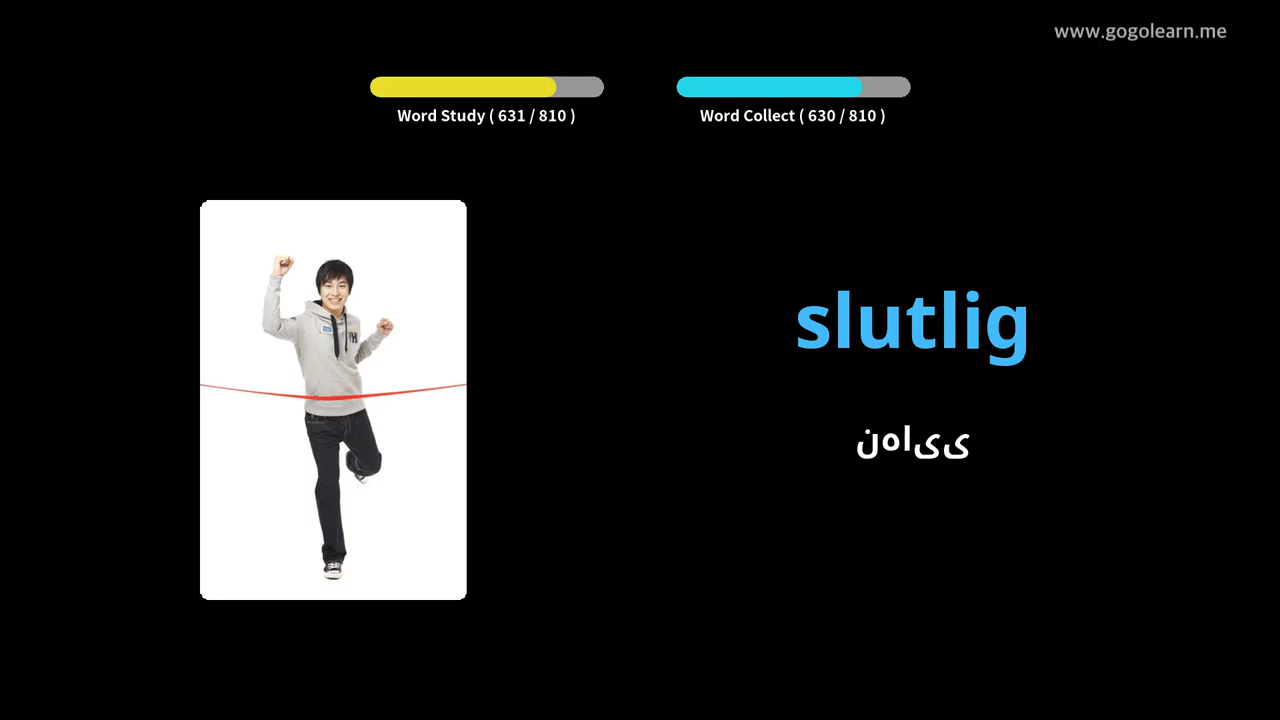 www.gogolearn.me
Word Study ( 631 / 810 )
Word Collect ( 630 / 810 )
slutlig
نهایی